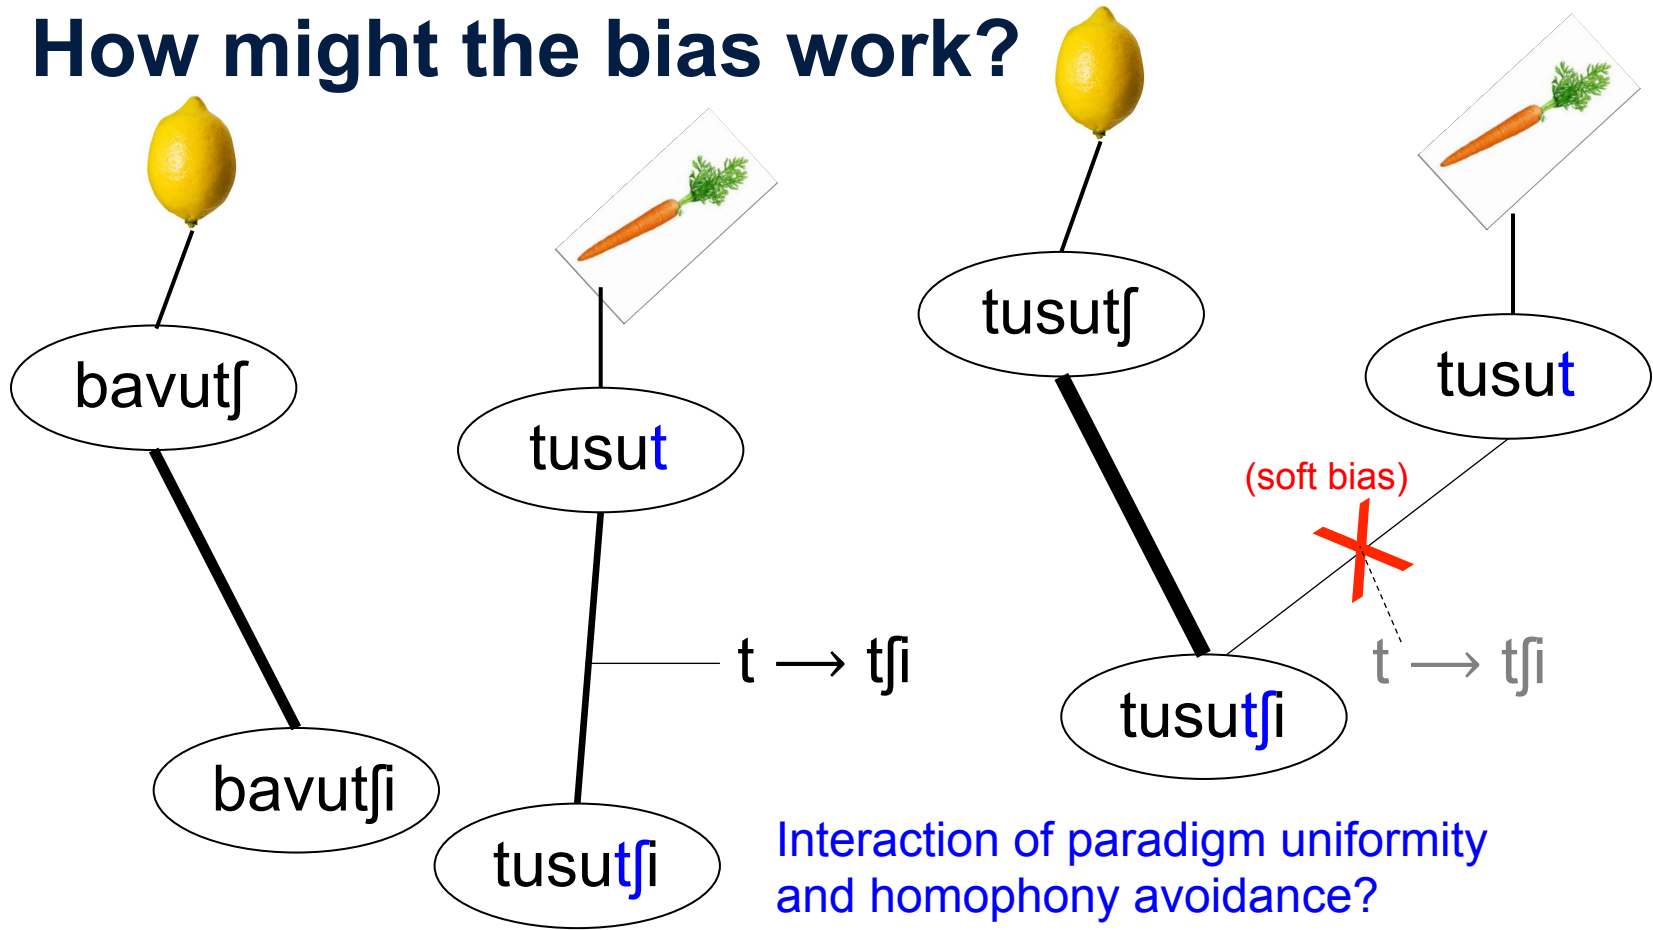 How might the bias work?
bavutʃ
tusut
t ⟶ tʃi
bavutʃi
tusutʃi
tusutʃ
tusut
(soft bias)
t ⟶ tʃi
tusutʃi
Interaction of paradigm uniformity
and homophony avoidance?